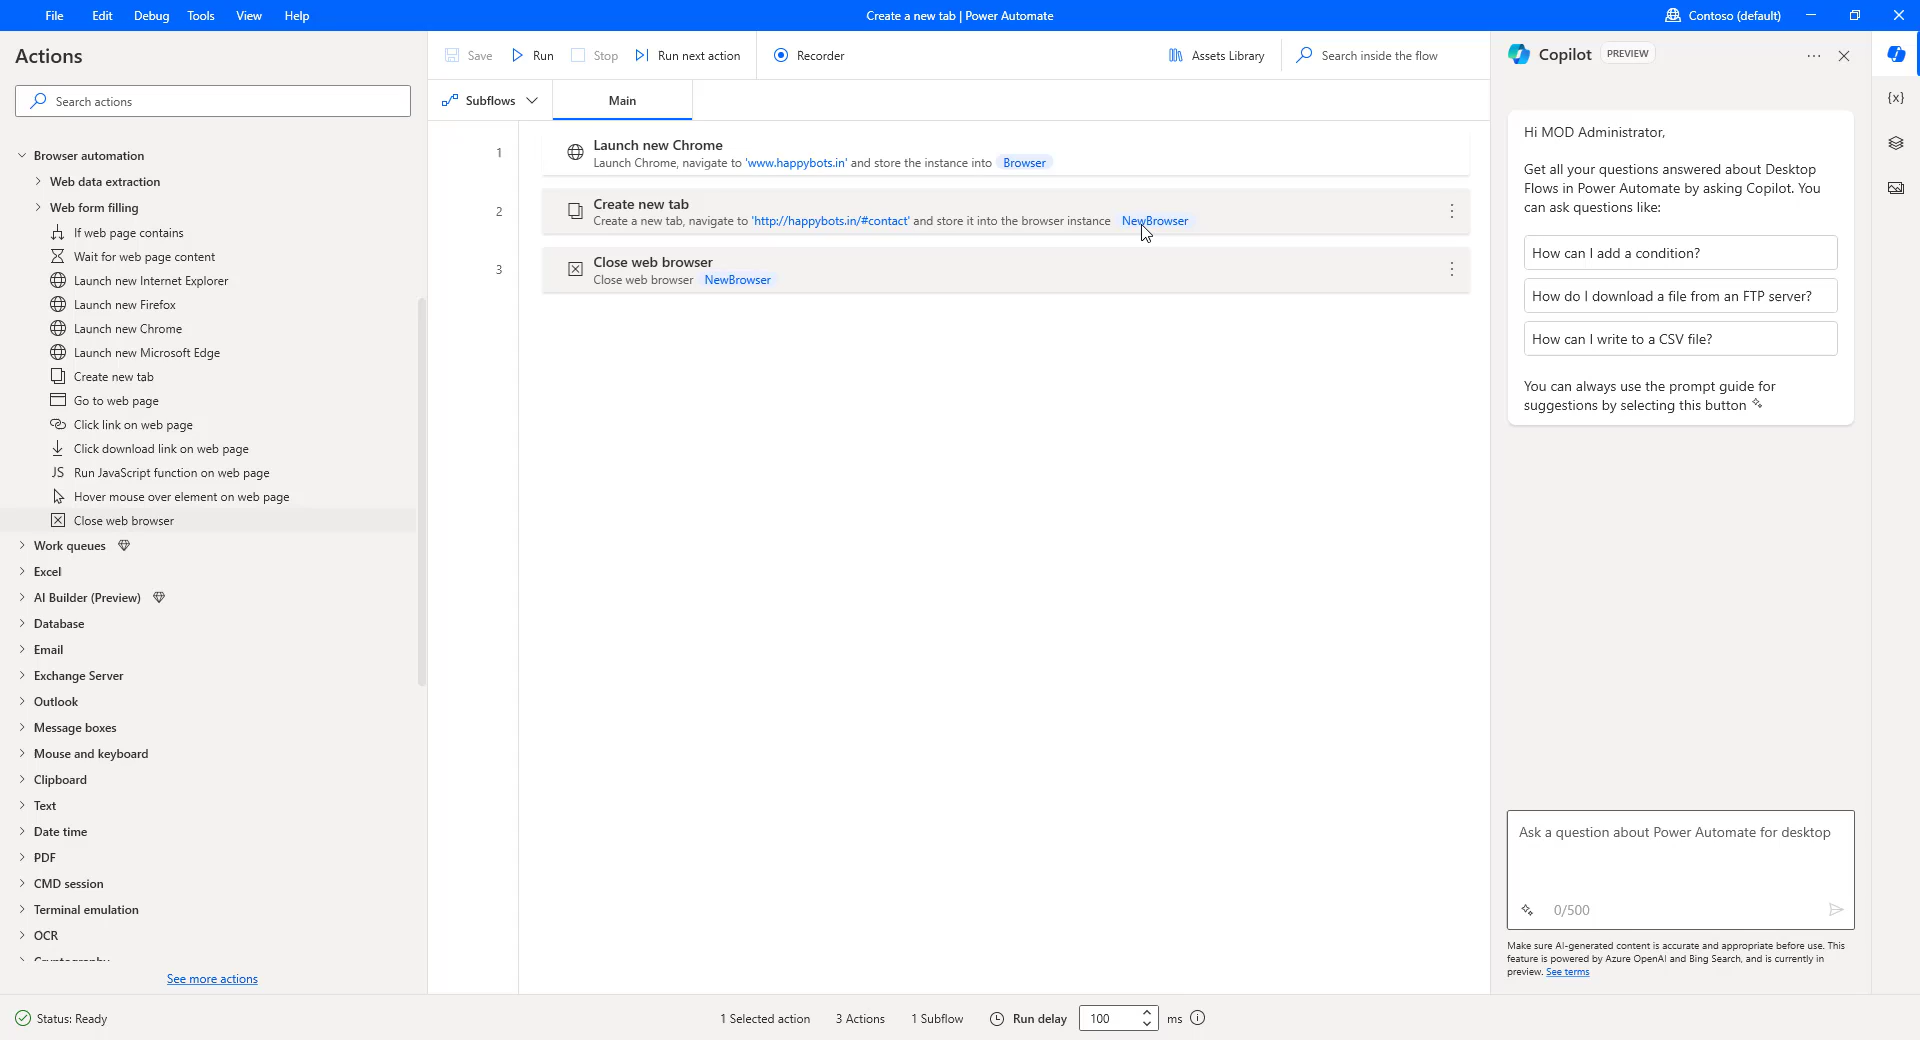 File Edit Debug Tools View Help
Create a new tab | Power Automate
Contoso (default)
Actions
Search actions
Browser automation
Web data extraction
Web form filling
If web page contains
Wait for web page content
Launch new Internet Explorer
Launch new Firefox
Launch new Chrome
Launch new Microsoft Edge
Create new tab
Go to web page
Click link on web page
Click download link on web page
JS Run JavaScript function on web page
Hover mouse over element on web page
Close web browser
Work queues
Excel
AI Builder (Preview)
Database
Email
Exchange Server
Outlook
Message boxes
Mouse and keyboard
Clipboard
Text
Date time
PDF
CMD session
Terminal emulation
OCR
Cryptography
See more actions
Save Run Stop Run next action Recorder Assets Library Search inside the flow
Subflows Main
1 Launch new Chrome
Launch Chrome, navigate to 'www.happybots.in' and store the instance into Browser
2 Create new tab
Create a new tab, navigate to 'http://happybots.in/#contact' and store it into the browser instance NewBrowser
3 Close web browser
Close web browser NewBrowser
Copilot PREVIEW
{x}
Hi MOD Administrator,
Get all your questions answered about Desktop
Flows in Power Automate by asking Copilot. You
can ask questions like:
How can I add a condition?
How do I download a file from an FTP server?
How can I write to a CSV file?
You can always use the prompt guide for
suggestions by selecting this button
Ask a question about Power Automate for desktop
0/500
Make sure AI-generated content is accurate and appropriate before use. This
feature is powered by Azure OpenAI and Bing Search, and is currently in
preview. See terms
Status: Ready
1 Selected action 3 Actions 1 Subflow Run delay 100 ms